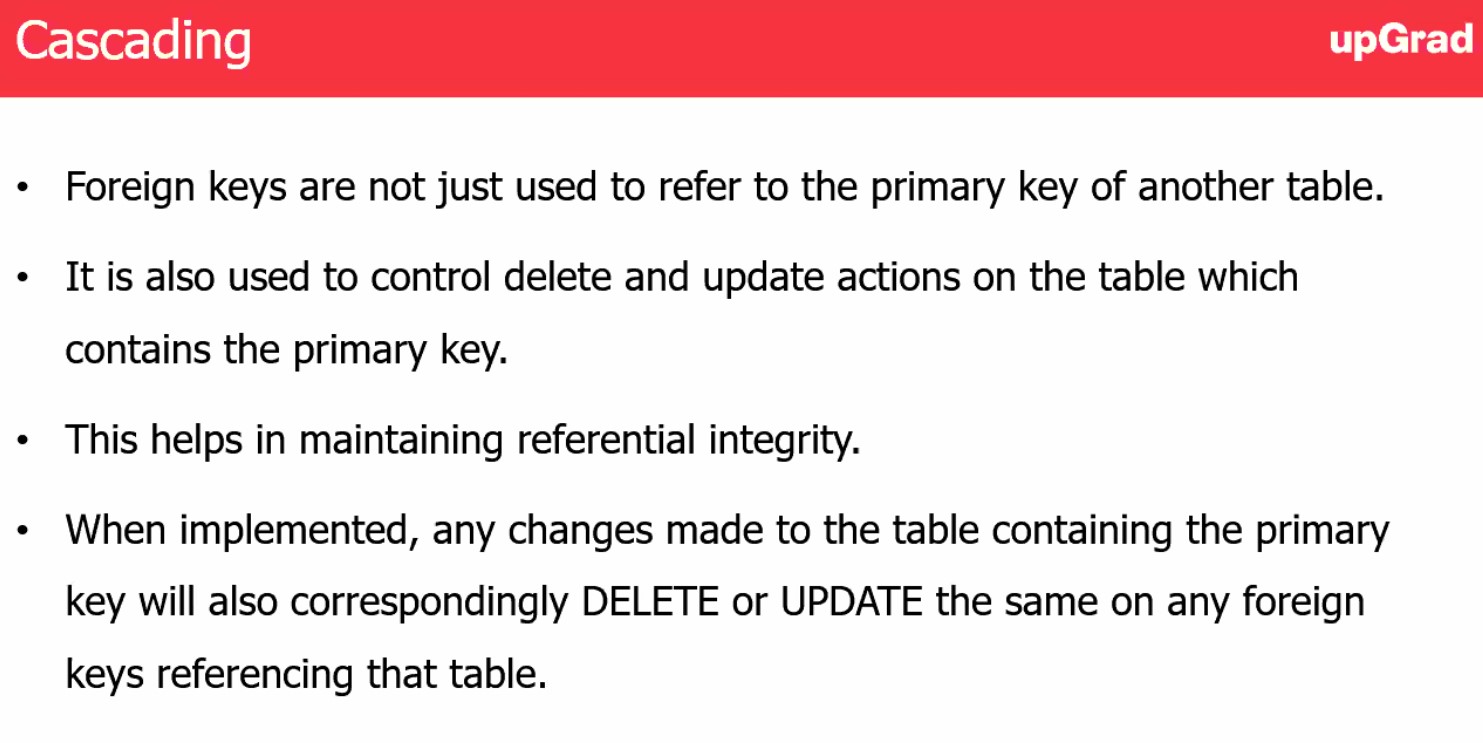 Cascading
upGrad
• Foreign keys are not just used to refer to the primary key of another table.
• It is also used to control delete and update actions on the table which
contains the primary key.
• This helps in maintaining referential integrity.
• When implemented, any changes made to the table containing the primary
key will also correspondingly DELETE or UPDATE the same on any foreign
keys referencing that table.